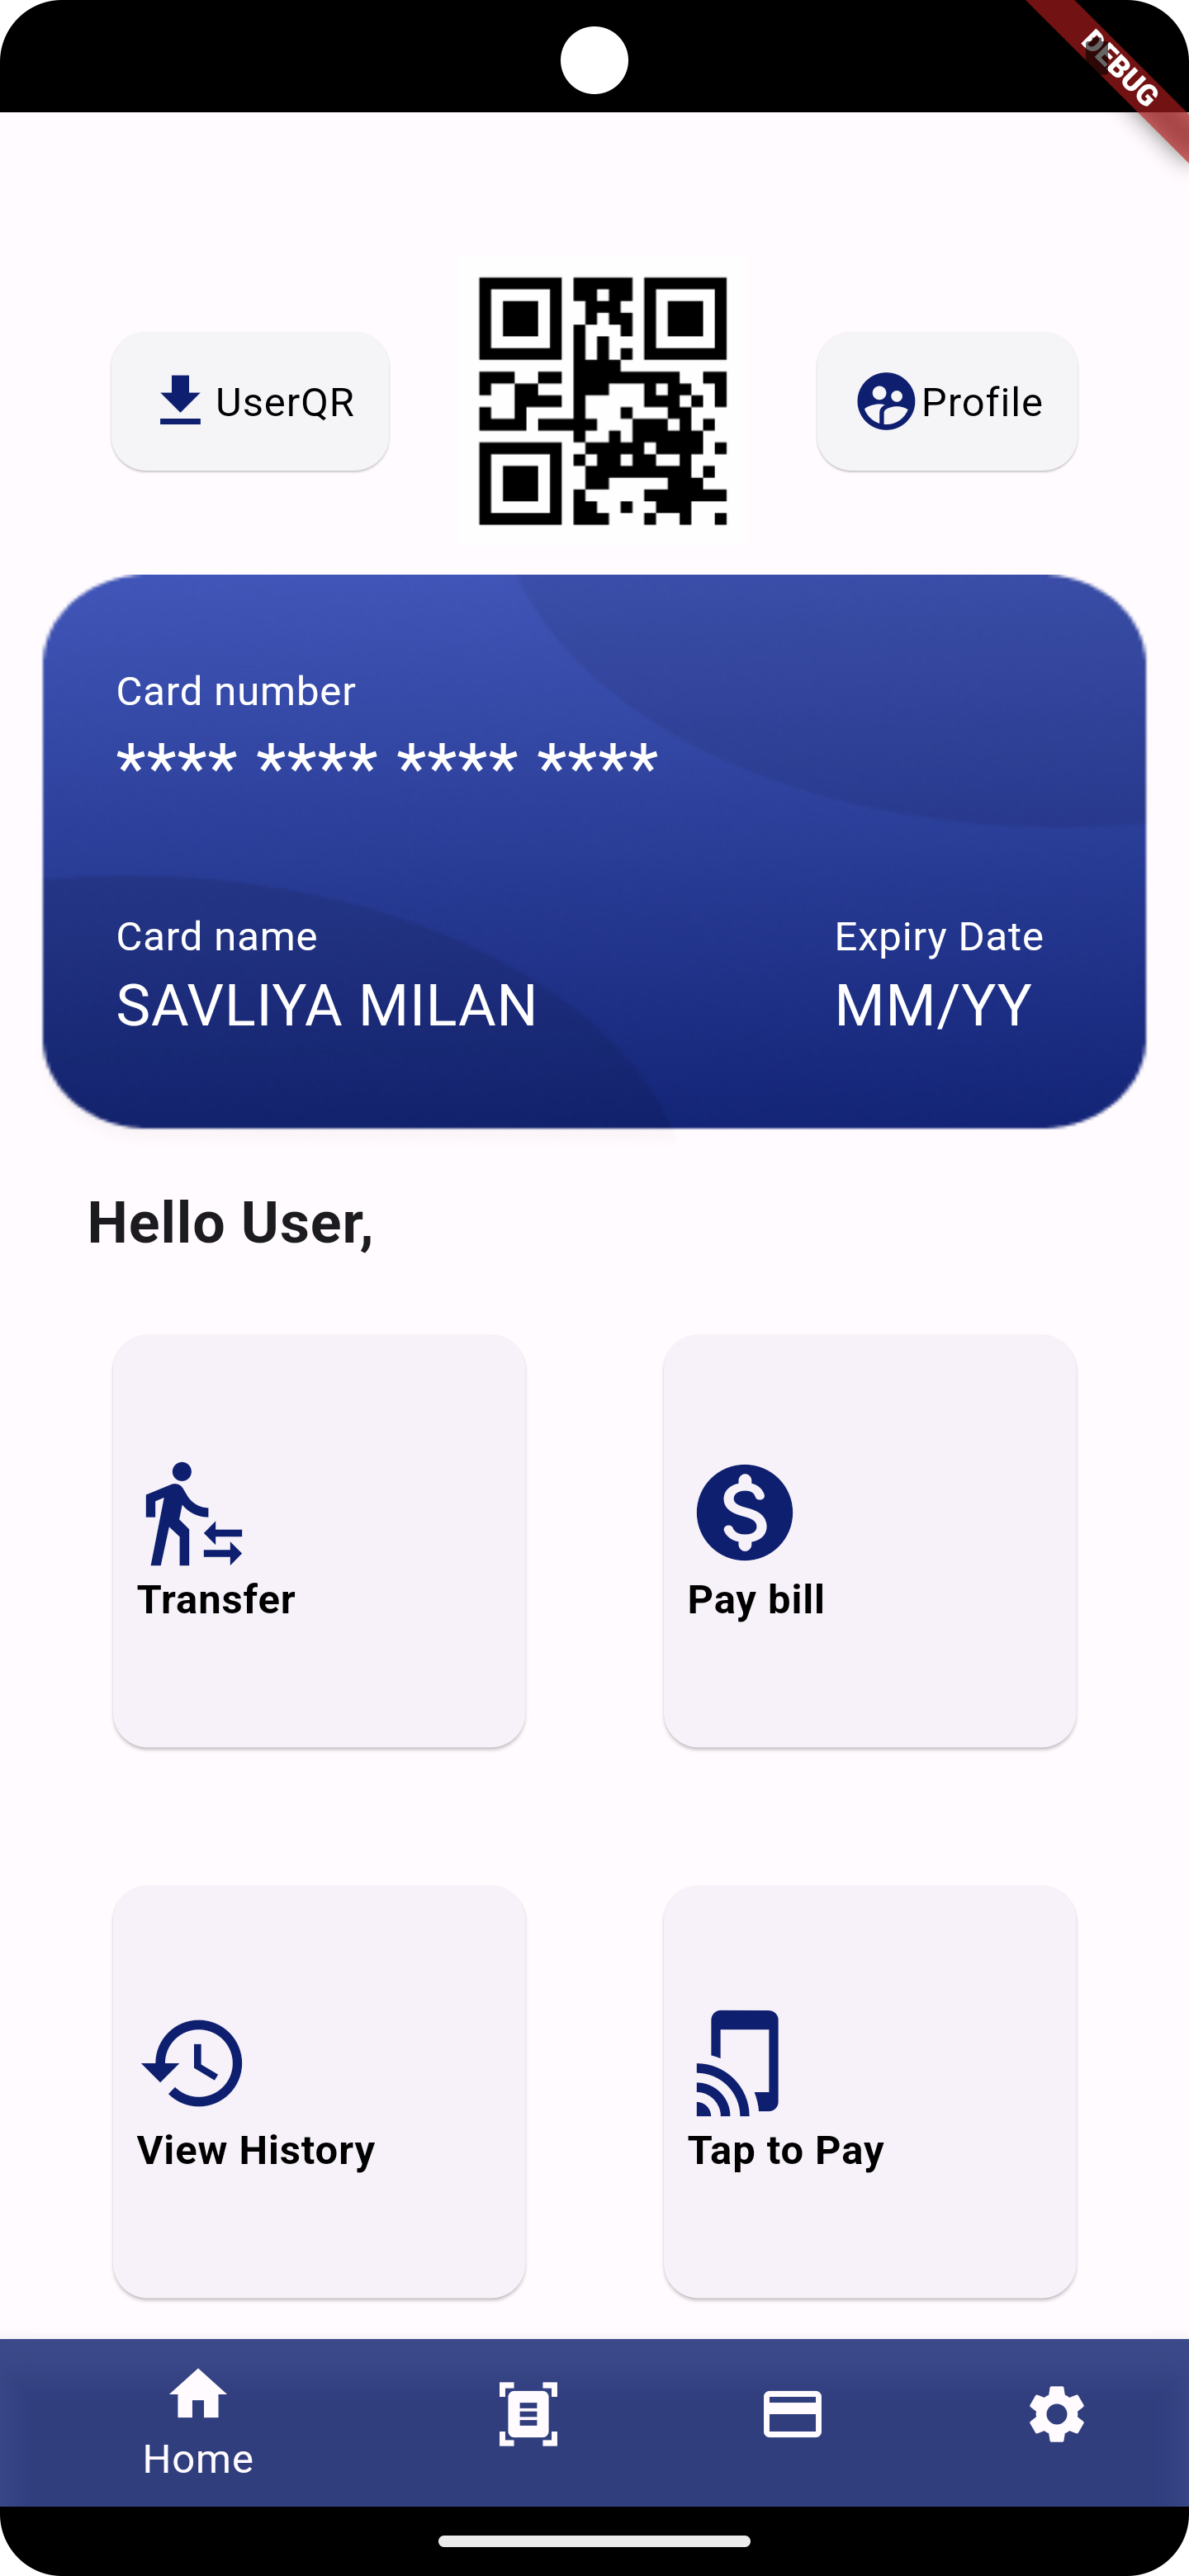 DEBUG
UserQR
Profile
Card number
**** **** **** ****
Card name
Expiry Date
SAVLIYA MILAN
MM/YY
Hello User,
Transfer
Pay bill
View History
Tap to Pay
Home